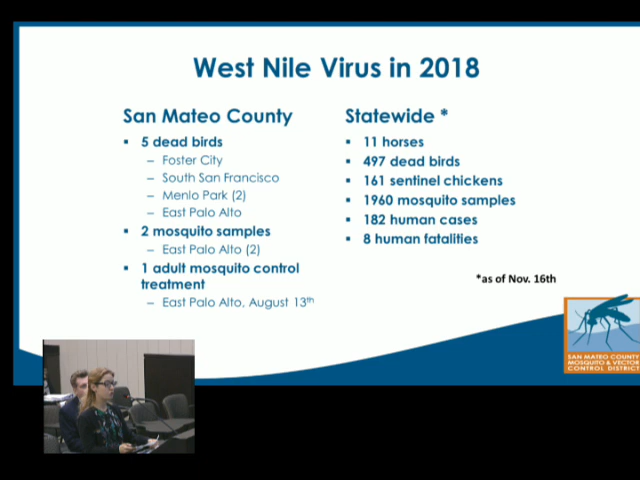 West Nile Virus in 2018
San Mateo County
▪ 5 dead birds
– Foster City
– South San Francisco
– Menlo Park (2)
– East Palo Alto
▪ 2 mosquito samples
– East Palo Alto (2)
▪ 1 adult mosquito control
treatment
– East Palo Alto, August 13th
Statewide *
▪ 11 horses
▪ 497 dead birds
▪ 161 sentinel chickens
▪ 1960 mosquito samples
▪ 182 human cases
▪ 8 human fatalities
*as of Nov. 16th
SAN MATEO COUNTY
MOSQUITO & VECTOR
CONTROL DISTRICT